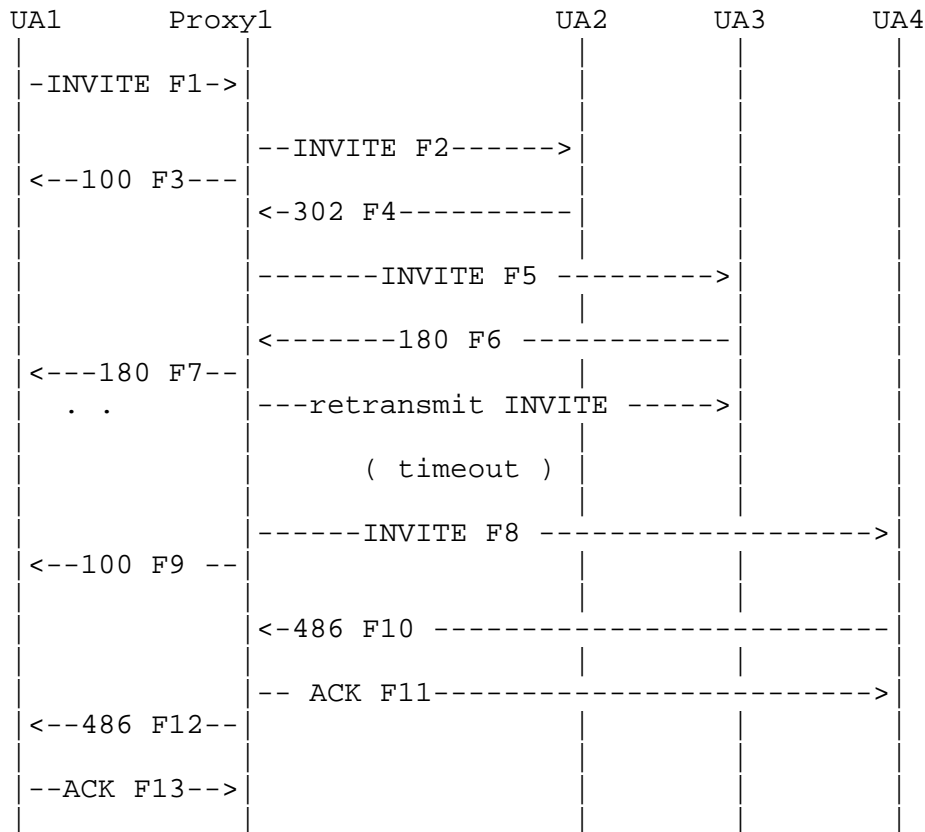 UA1 Proxy1 UA2 UA3 UA4
-INVITE F1->
--INVITE F2------>
<--100 F3---
<-302 F4----------
-------INVITE F5 --------->
<-------180 F6 ------------
<---180 F7--
. . ---retransmit INVITE ----->
( timeout )
------INVITE F8 ------------------->
<--100 F9 --
<-486 F10 --------------------------
-- ACK F11------------------------->
<--486 F12--
--ACK F13-->